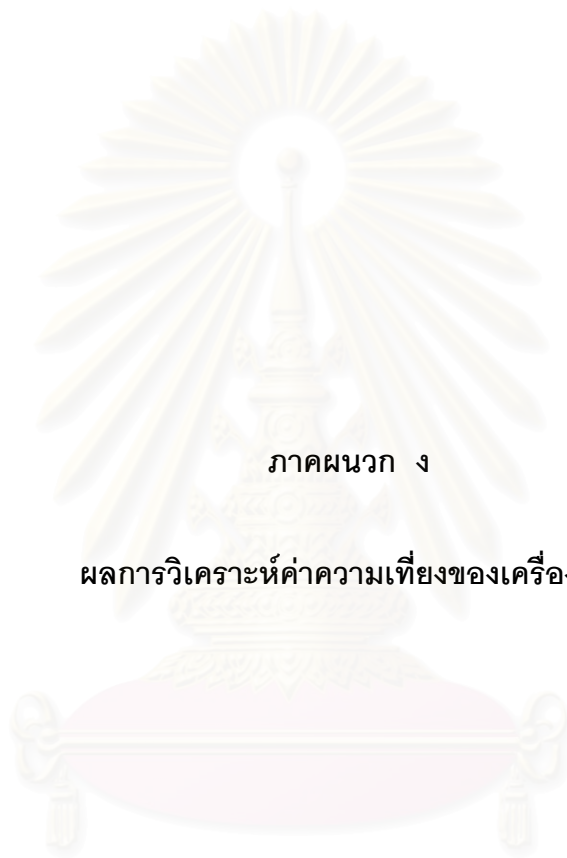 ภาคผนวก ง
ผลการวิเคราะห์ค่าความเที่ยงของเครื่อง